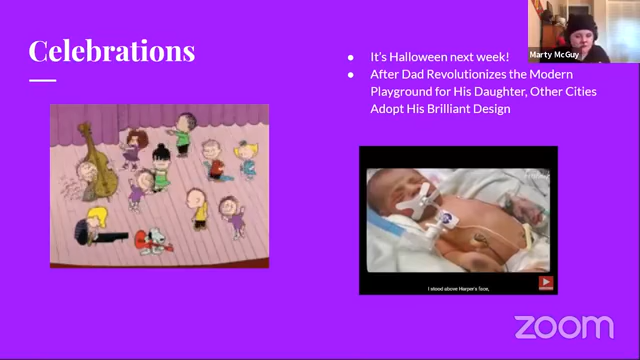 Celebrations
It's Halloween next week!
After Dad Revolutionizes the Modern
Playground for His Daughter, Other Cities
Adopt His Brilliant Design
Marty McGuy
I stood above Harper's face,
zoom